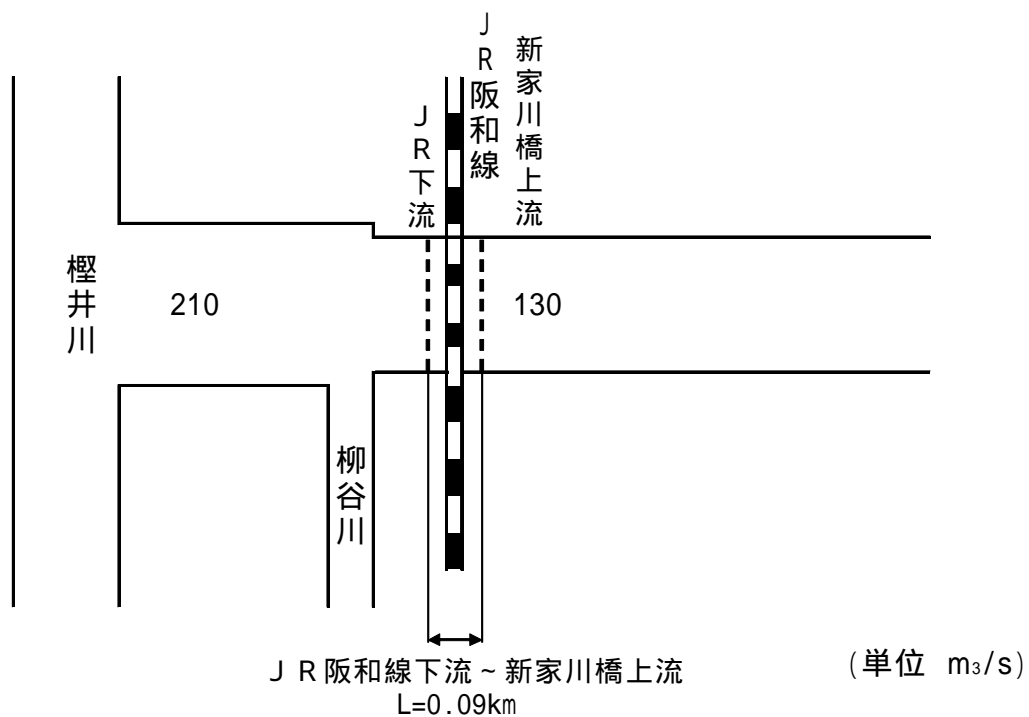 JR阪和線
新家川橋上流
JR下流
樫井川
210
130
柳谷川
JR阪和線下流~新家川橋上流
L=0.09km
(単位 m3/s)